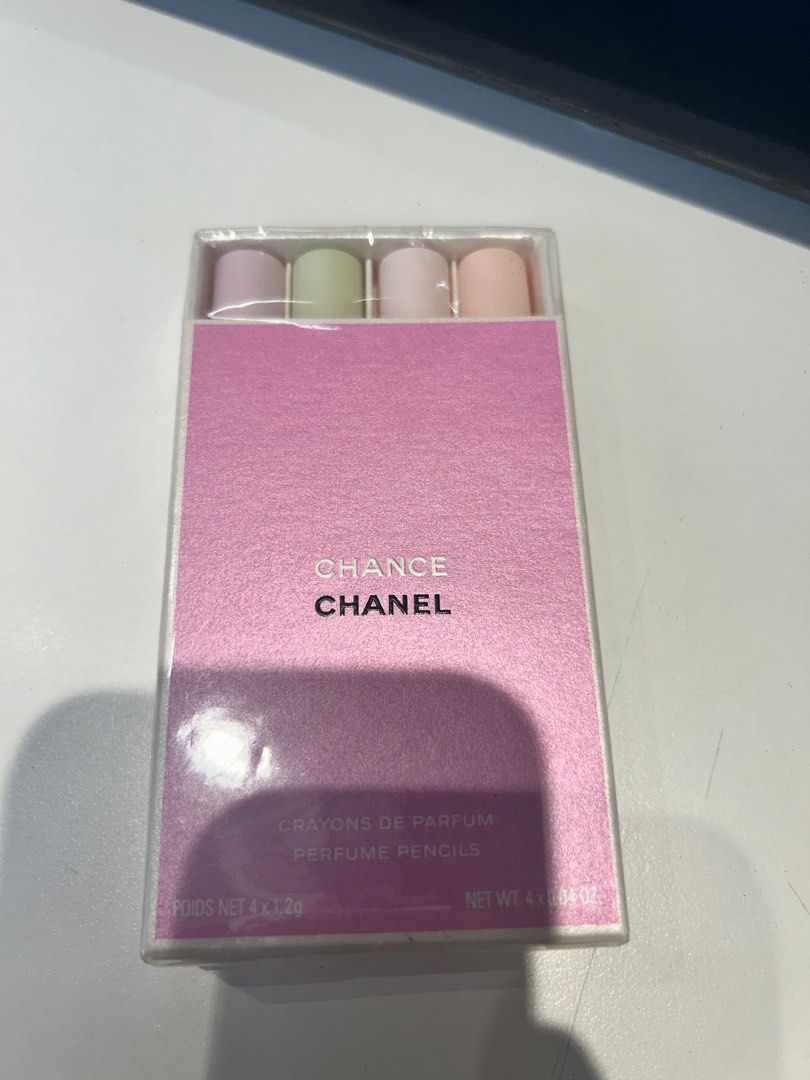 CHANCE
CHANEL
CRAYONS DE PARFUM
PERFUME PENCILS
POIDS NET 4 x 1,2g
NET WT. 4 x 0.04 OZ.